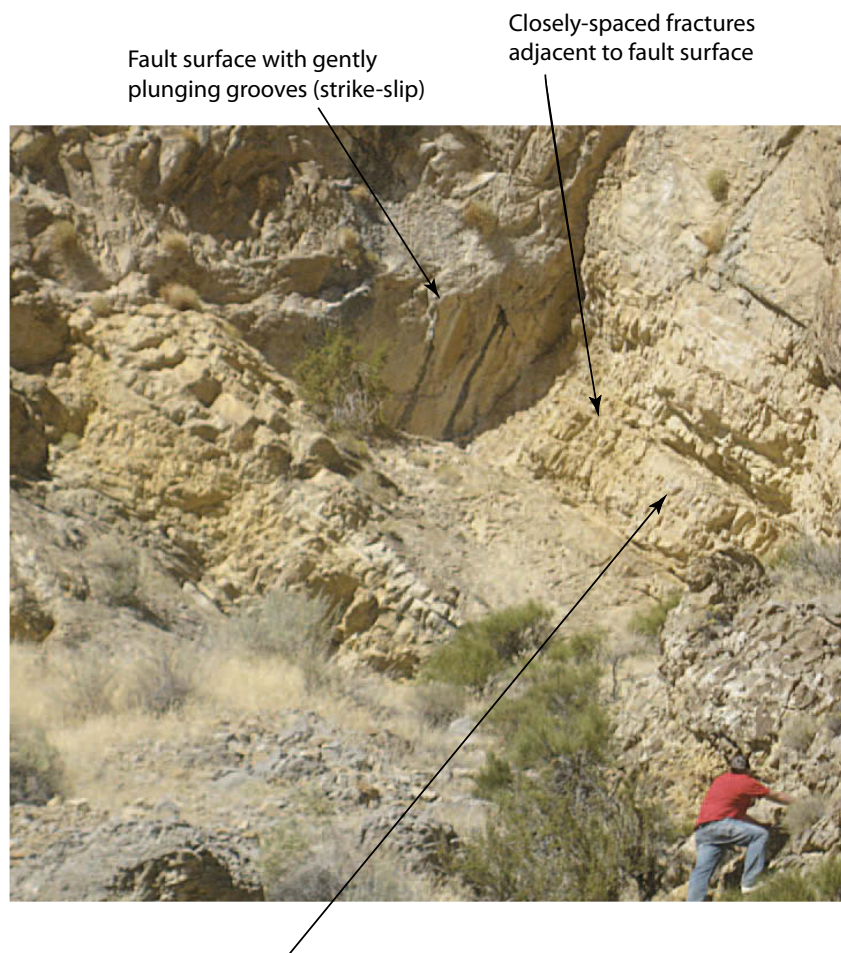 Fault surface with gently
plunging grooves (strike-slip)
Closely-spaced fractures
adjacent to fault surface